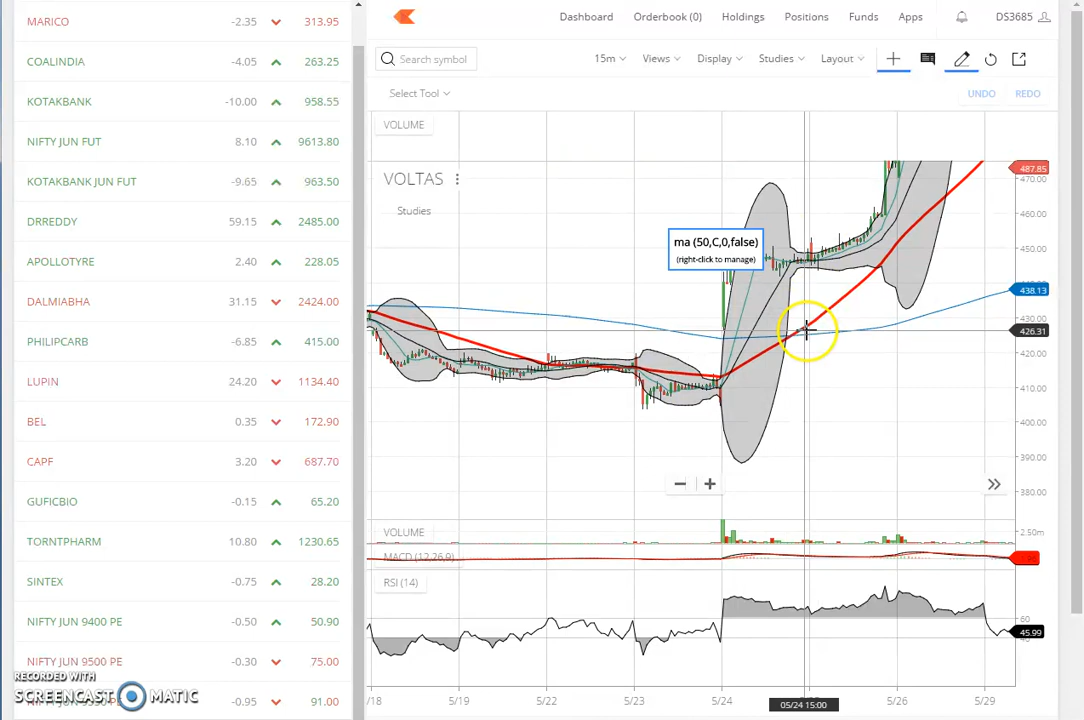 MARICO -2.35 313.95
COALINDIA -4.05 263.25
KOTAKBANK -10.00 958.55
NIFTY JUN FUT 8.10 9613.80
KOTAKBANK JUN FUT -9.65 963.50
DRREDDY 59.15 2485.00
APOLLOTYRE 2.40 228.05
DALMIABHA 31.15 2424.00
PHILIPCARB -6.85 415.00
LUPIN 24.20 1134.40
BEL 0.35 172.90
CAPF 3.20 687.70
GUFICBIO -0.15 65.20
TORNTPHARM 10.80 1230.65
SINTEX -0.75 28.20
NIFTY JUN 9400 PE -0.50 50.90
NIFTY JUN 9500 PE -0.30 75.00
-0.95 91.00
RECORDED WITH
SCREENCAST MATIC
Dashboard Orderbook (0) Holdings Positions Funds Apps DS3685
Search symbol 15m Views Display Studies Layout
Select Tool UNDO REDO
VOLUME
VOLTAS
Studies
ma (50,C,0,false)
(right-click to manage)
487.85
470.00
460.00
450.00
440.00
438.13
430.00
426.31
420.00
410.00
400.00
390.00
380.00
VOLUME
2.50m
MACD (12,26,9)
RSI (14)
60
45.99
/18 5/19 5/22 5/23 5/24 5/26 5/29
05/24 15:00